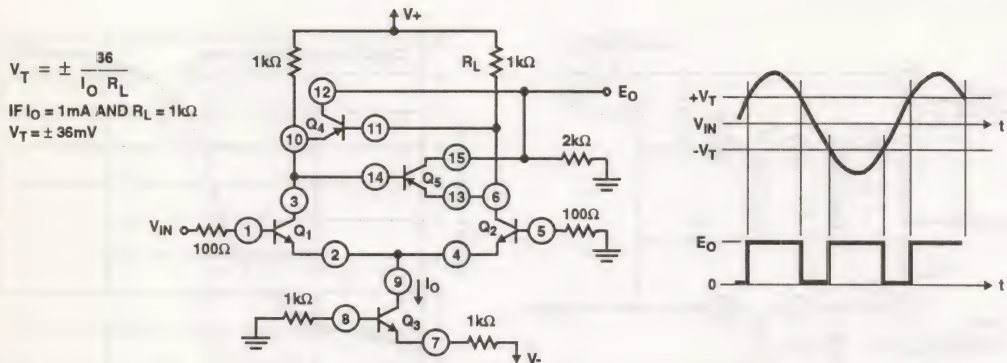 V_T = ± 36 / I_O R_L
IF I_O = 1mA AND R_L = 1kΩ
V_T = ± 36mV
V+
1kΩ
R_L
1kΩ
12
E_O
Q4
11
10
15
2kΩ
14
Q5
13
6
3
V_IN
100Ω
1
Q1
Q2
5
100Ω
2
4
9
I_O
1kΩ
8
Q3
7
1kΩ
V-
+V_T
V_IN
t
-V_T
E_O
0
t